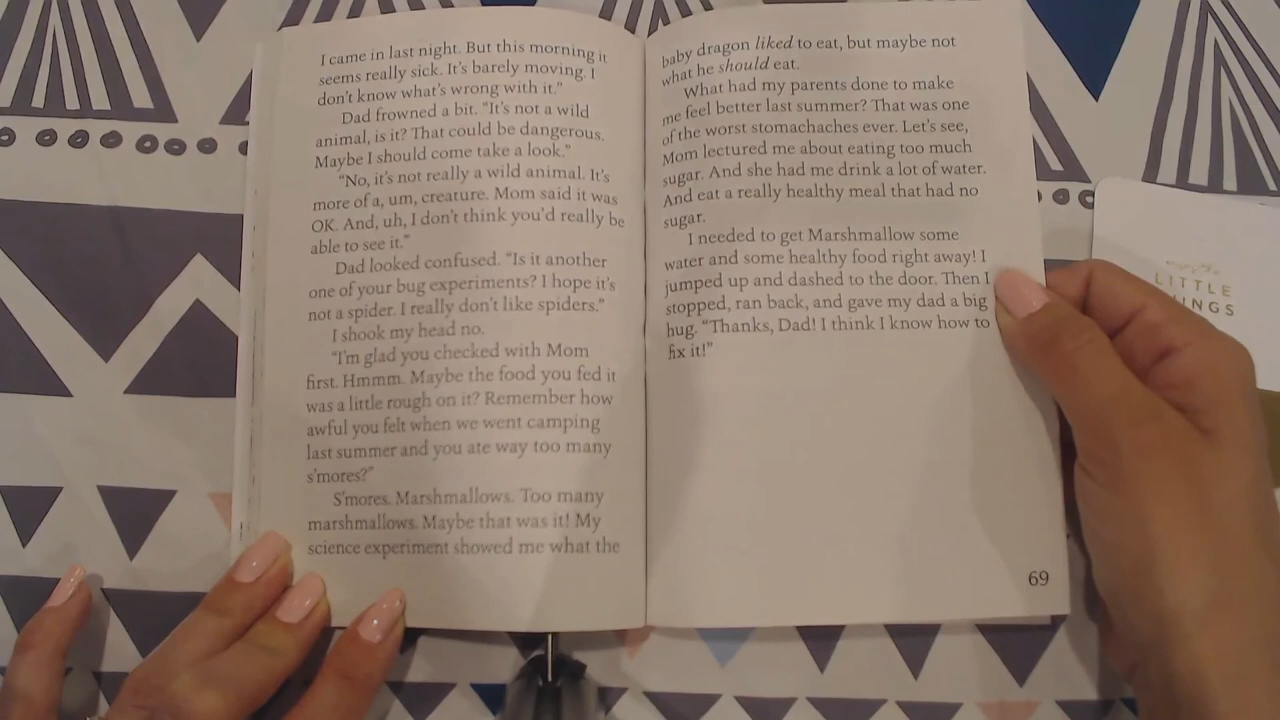 I came in last night. But this morning it
seems really sick. It's barely moving. I
don't know what's wrong with it."
Dad frowned a bit. "It's not a wild
animal, is it? That could be dangerous.
Maybe I should come take a look."
"No, it's not really a wild animal. It's
more of a, um, creature. Mom said it was
OK. And, uh, I don't think you'd really be
able to see it."
Dad looked confused. "Is it another
one of your bug experiments? I hope it's
not a spider. I really don't like spiders."
I shook my head no.
"I'm glad you checked with Mom
first. Hmmm. Maybe the food you fed it
was a little rough on it? Remember how
awful you felt when we went camping
last summer and you ate way too many
s'mores?"
S'mores. Marshmallows. Too many
marshmallows. Maybe that was it! My
science experiment showed me what the
baby dragon liked to eat, but maybe not
what he should eat.
What had my parents done to make
me feel better last summer? That was one
of the worst stomachaches ever. Let's see,
Mom lectured me about eating too much
sugar. And she had me drink a lot of water.
And eat a really healthy meal that had no
sugar.
I needed to get Marshmallow some
water and some healthy food right away! I
jumped up and dashed to the door. Then I
stopped, ran back, and gave my dad a big
hug. "Thanks, Dad! I think I know how to
fix it!"
69
LITTLE